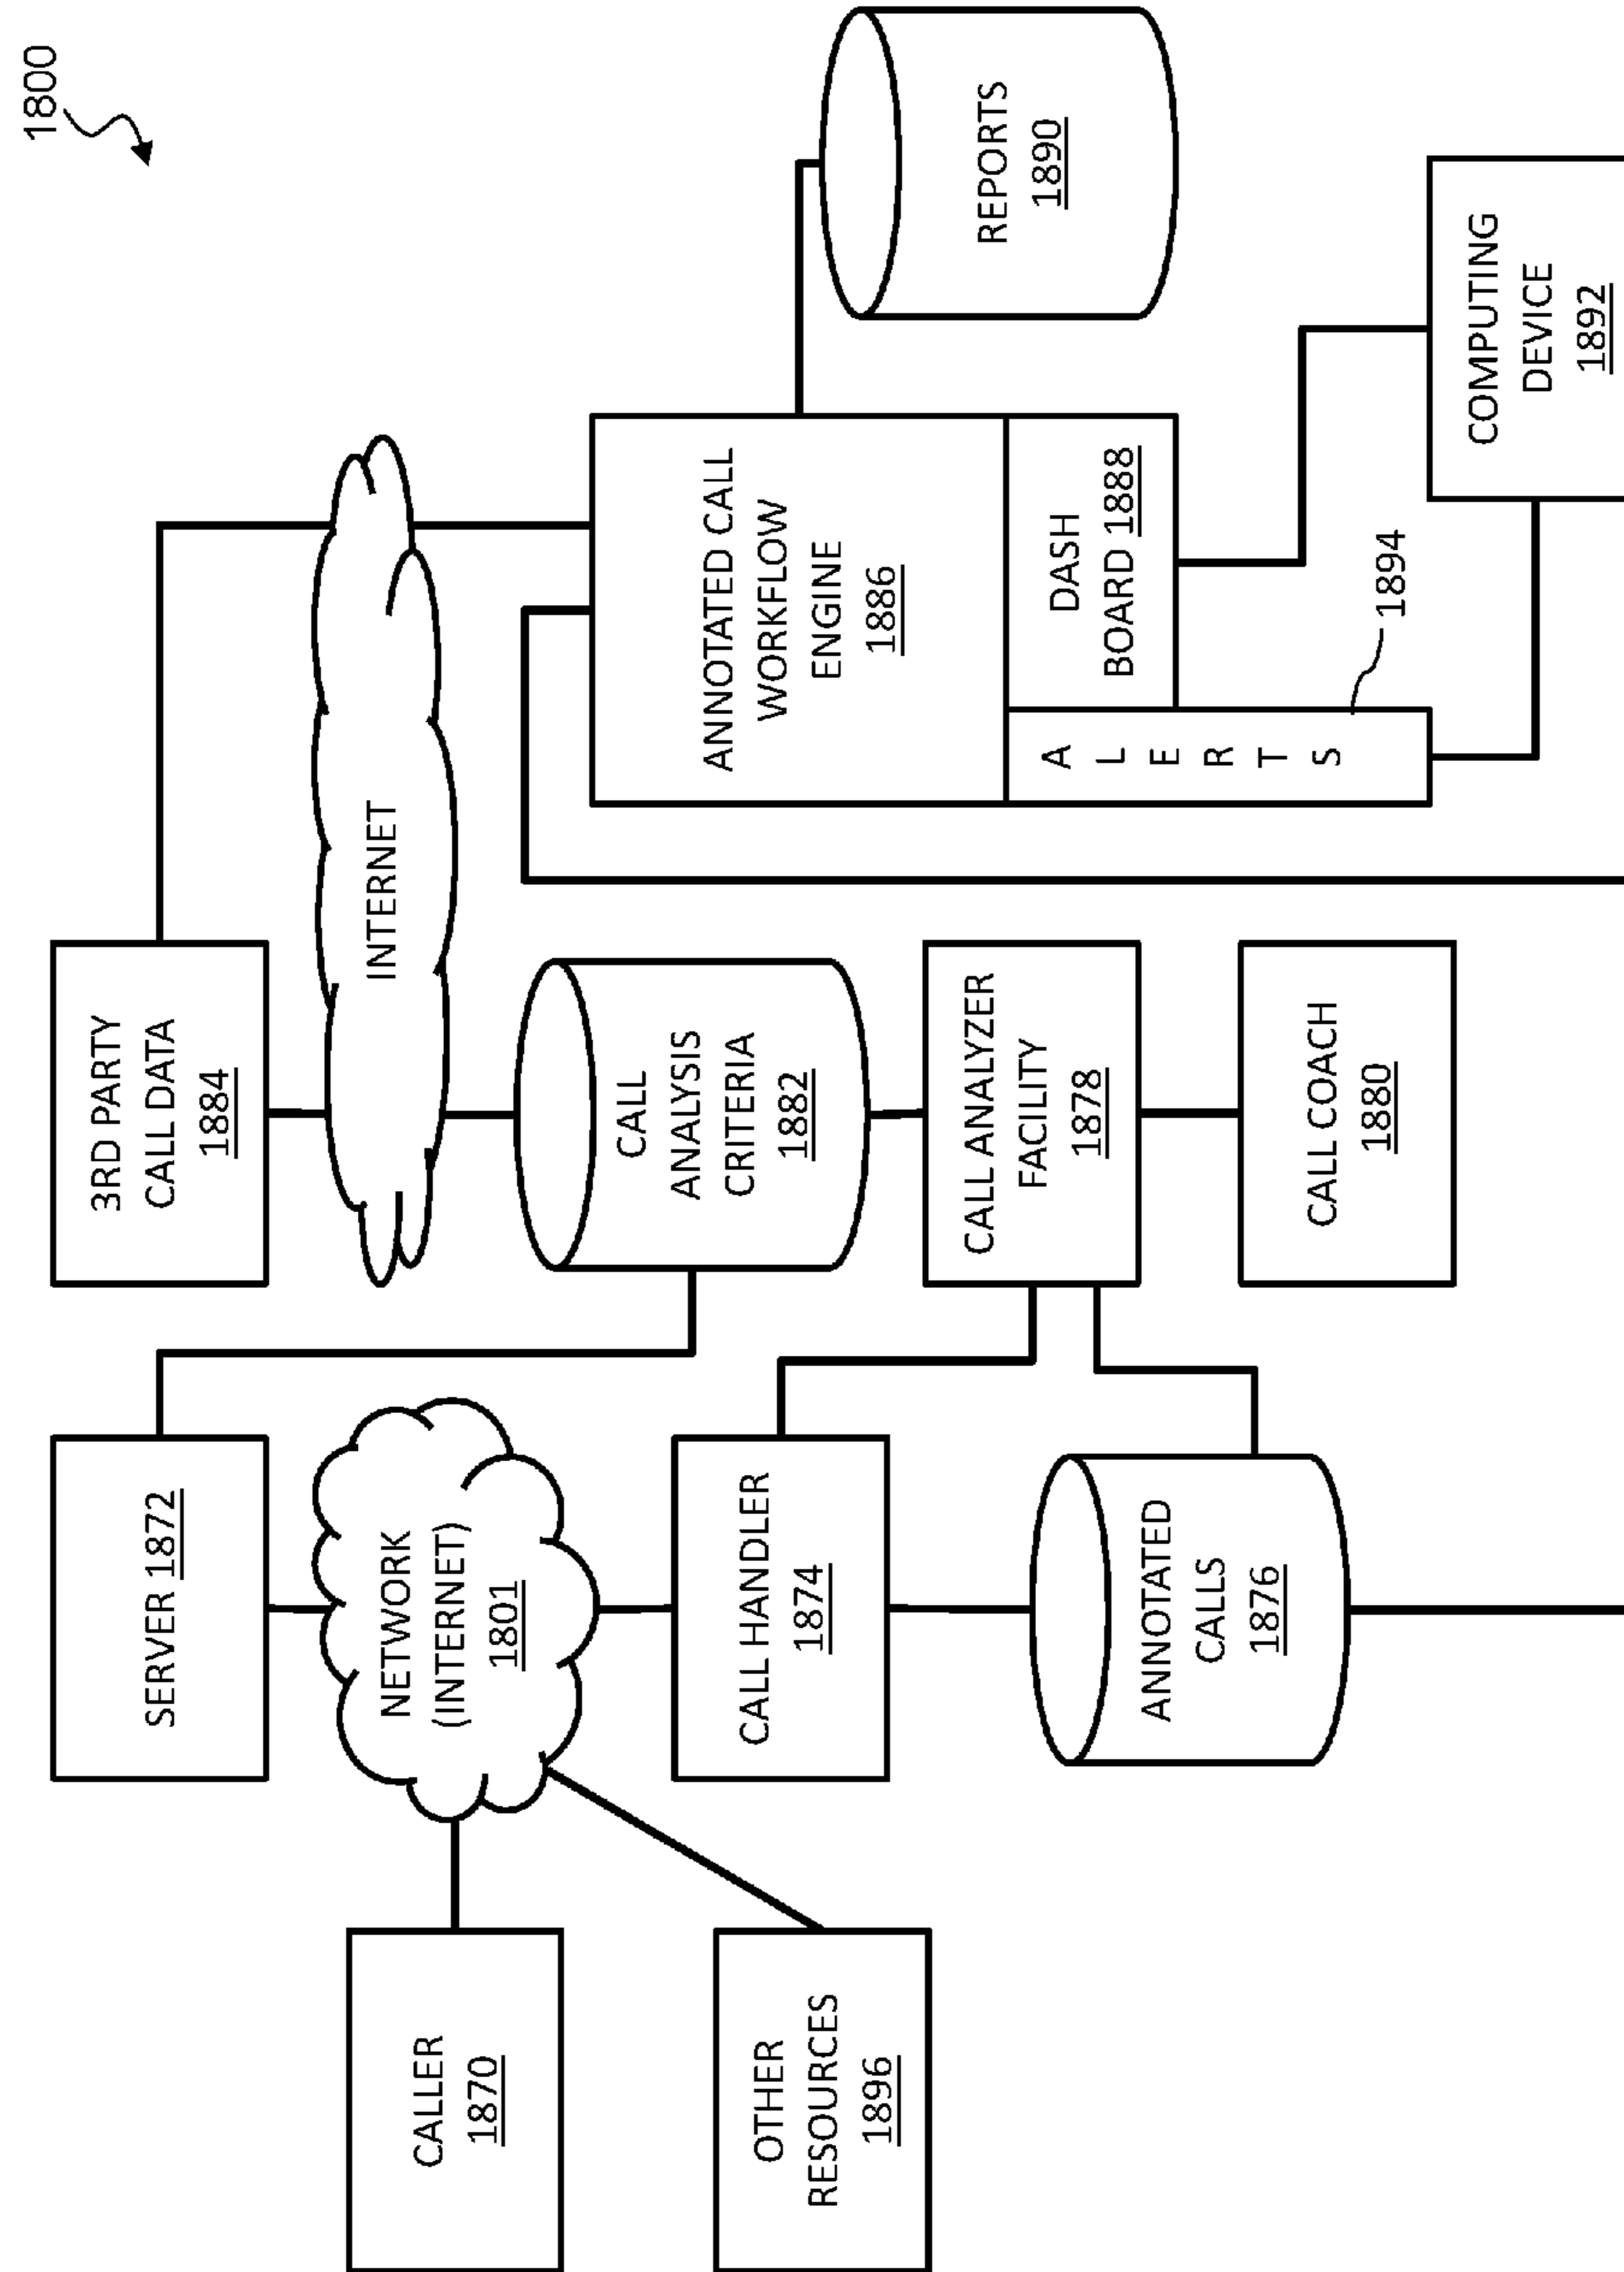 1800
CALLER
1870
OTHER
RESOURCES
1896
SERVER 1872
NETWORK
(INTERNET)
1801
CALL HANDLER
1874
ANNOTATED
CALLS
1876
3RD PARTY
CALL DATA
1884
INTERNET
CALL
ANALYSIS
CRITERIA
1882
CALL ANALYZER
FACILITY
1878
CALL COACH
1880
ANNOTATED CALL
WORKFLOW
ENGINE
1886
DASH
BOARD 1888
A
L
E
R
T
S
1894
REPORTS
1890
COMPUTING
DEVICE
1892